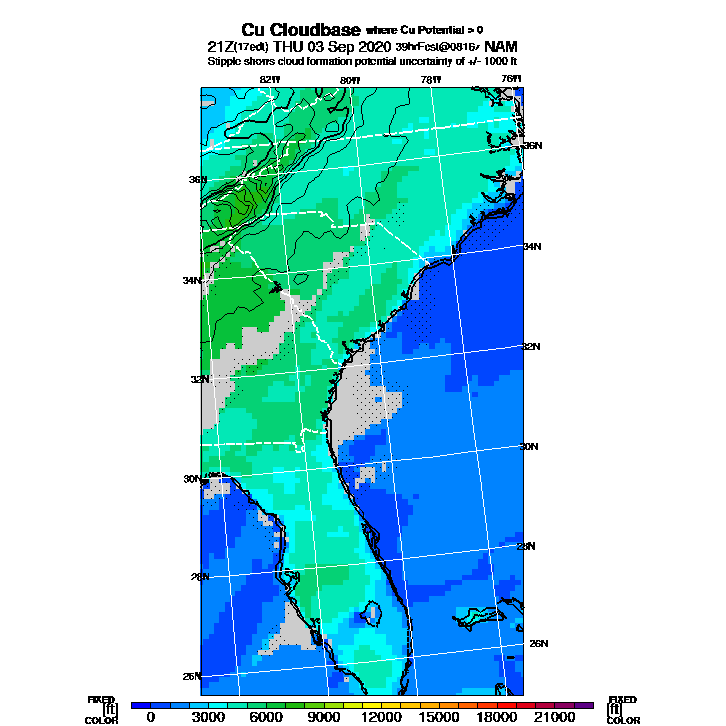 Cu Cloudbase where Cu Potential > 0
21Z(17edt) THU 03 Sep 2020 39hrFcst@0816z NAM
Stipple shows cloud formation potential uncertainty of +/- 1000 ft
82W 80W 78W 76W
36N
36N
34N
34N
32N
32N
30N
30N
28N
28N
26N
26N
FIXED FIXED
[ft] [ft]
COLOR COLOR
0 3000 6000 9000 12000 15000 18000 21000